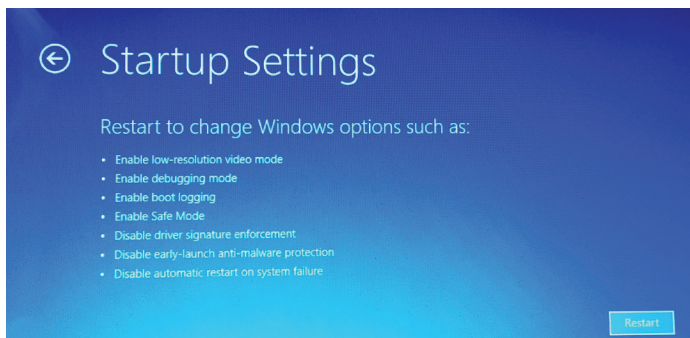 Startup Settings
Restart to change Windows options such as:
• Enable low-resolution video mode
• Enable debugging mode
• Enable boot logging
• Enable Safe Mode
• Disable driver signature enforcement
• Disable early-launch anti-malware protection
• Disable automatic restart on system failure
Restart